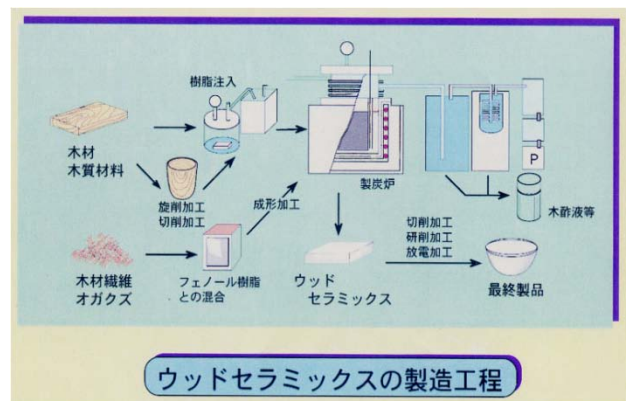 樹脂注入
木材
木質材料
旋削加工
切削加工
成形加工
製炭炉
P
木酢液等
木材繊維
オガクズ
フェノール樹脂
との混合
ウッド
セラミックス
切削加工
研削加工
放電加工
最終製品
ウッドセラミックスの製造工程